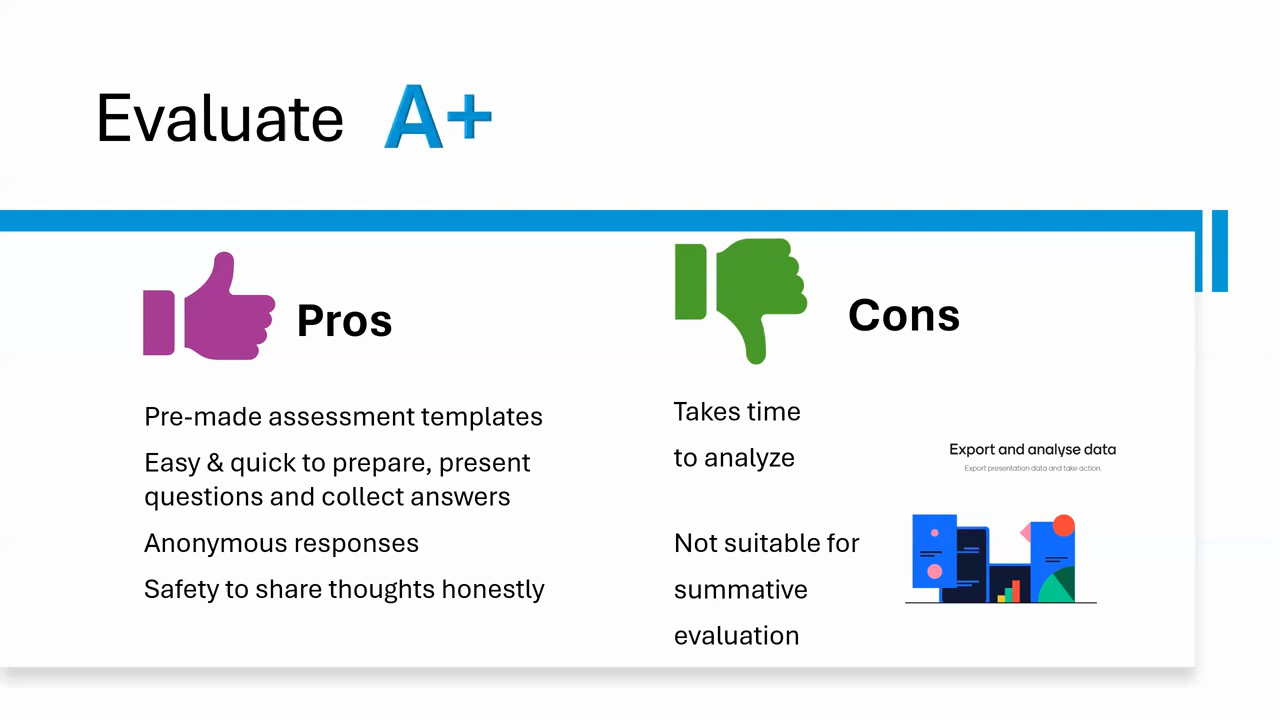 Evaluate A+
Pros
Pre-made assessment templates
Easy & quick to prepare, present
questions and collect answers
Anonymous responses
Safety to share thoughts honestly
Cons
Takes time
to analyze
Not suitable for
summative
evaluation
Export and analyse data
Export presentation data and take action.